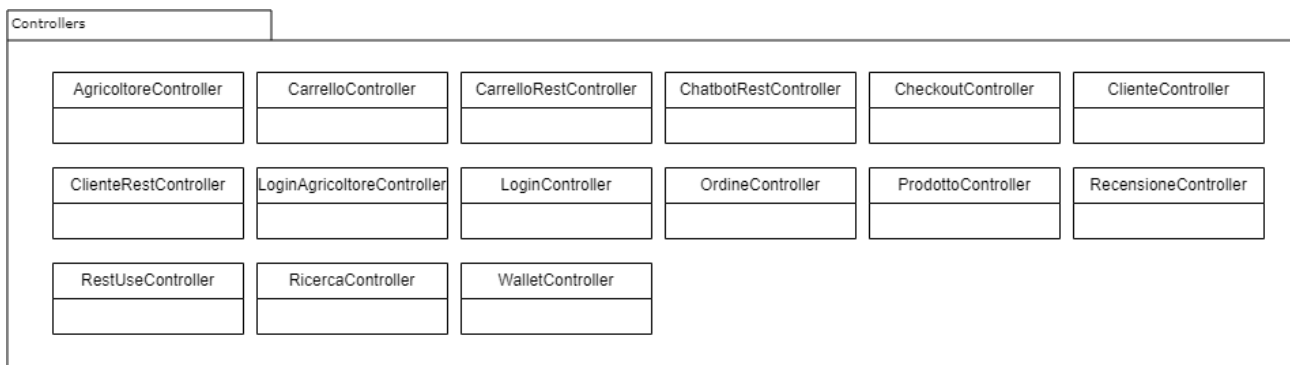 Controllers
AgricoltoreController CarrelloController CarrelloRestController ChatbotRestController CheckoutController ClienteController
ClienteRestController LoginAgricoltoreController LoginController OrdineController ProdottoController RecensioneController
RestUseController RicercaController WalletController